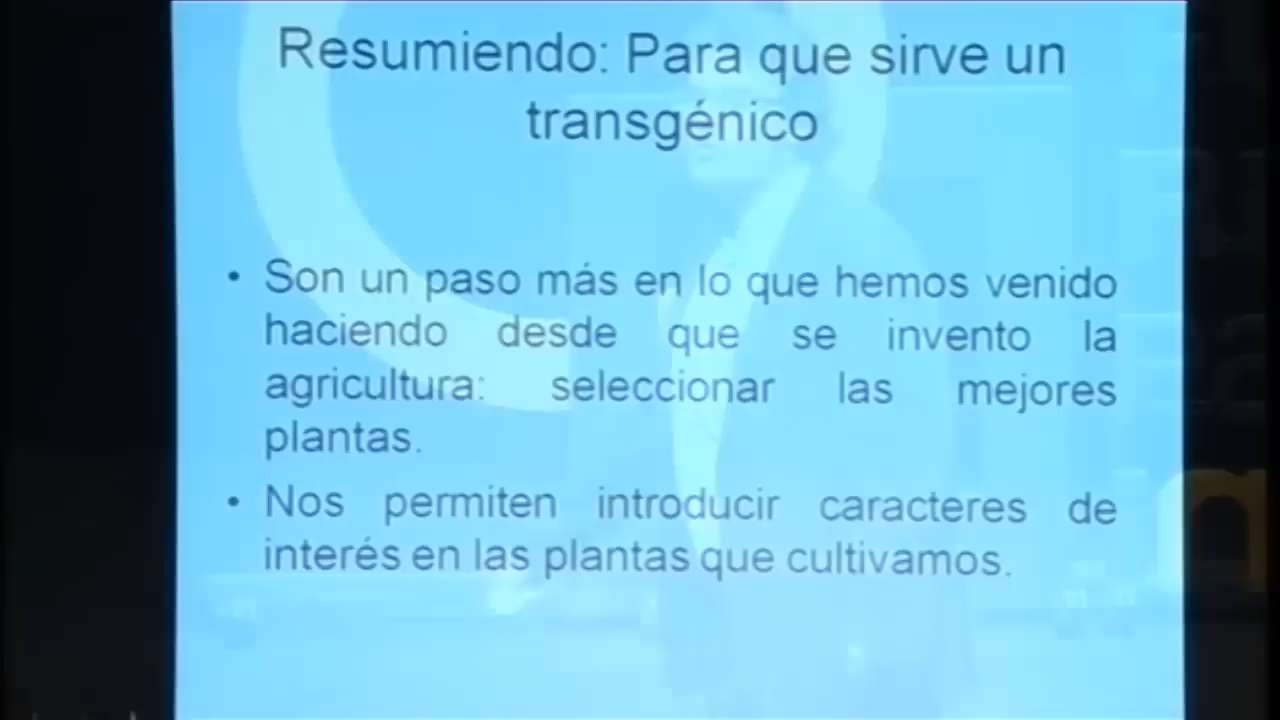 Resumiendo: Para que sirve un
transgénico
• Son un paso más en lo que hemos venido
haciendo desde que se invento la
agricultura: seleccionar las mejores
plantas.
• Nos permiten introducir caracteres de
interés en las plantas que cultivamos.